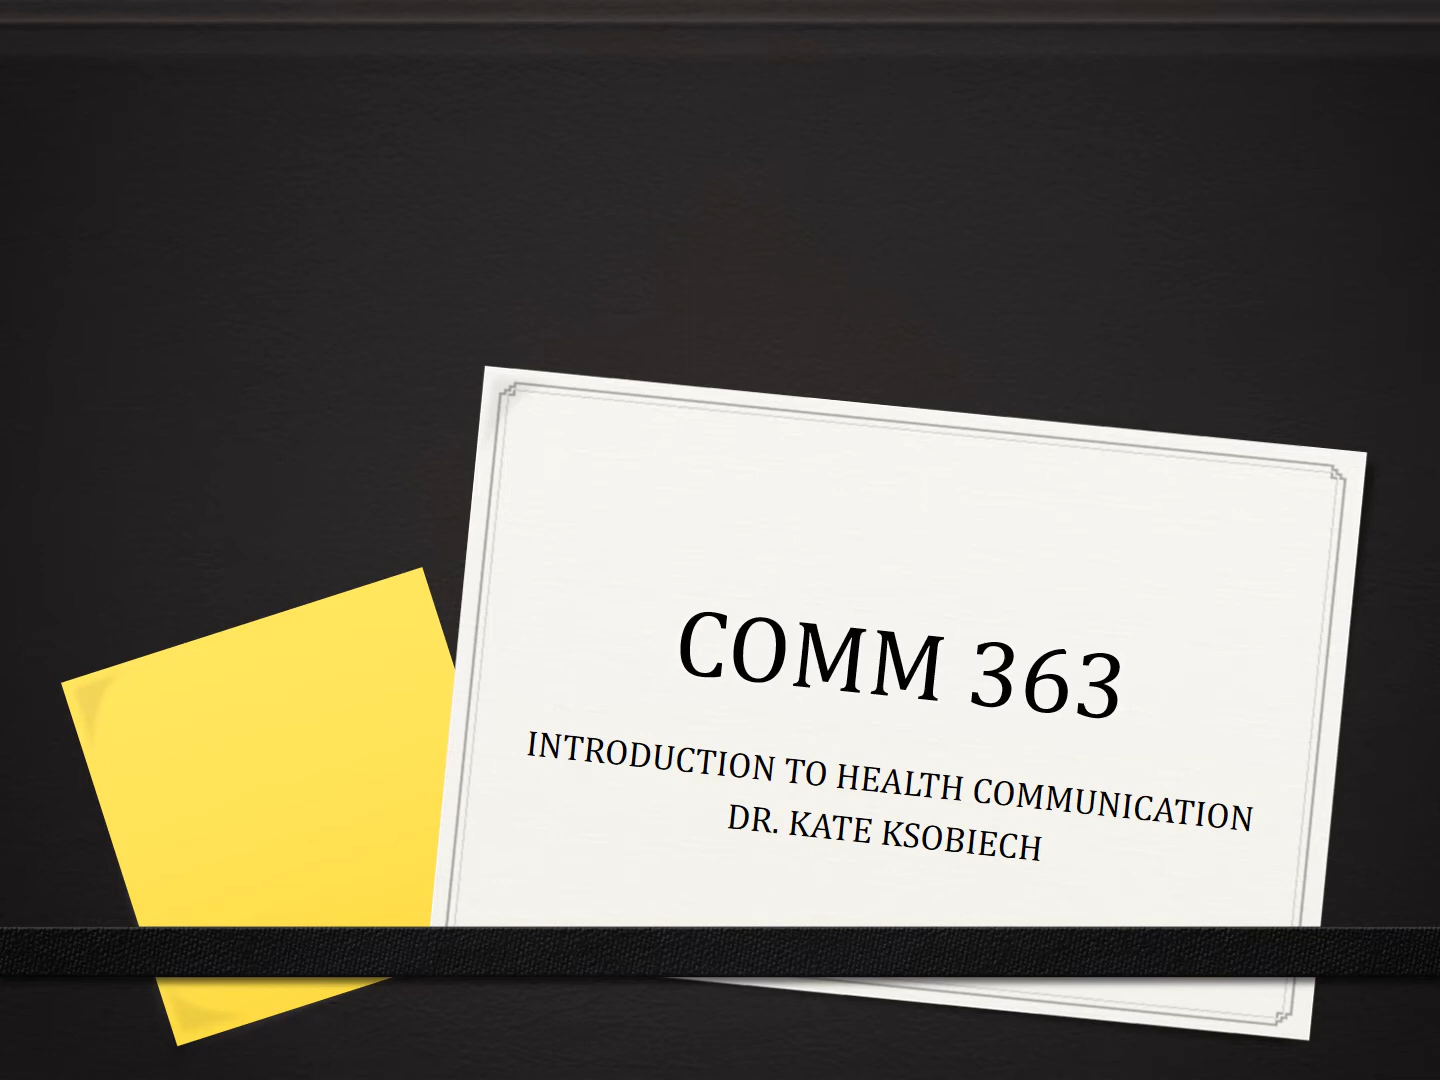 COMM 363
INTRODUCTION TO HEALTH COMMUNICATION
DR. KATE KSOBIECH